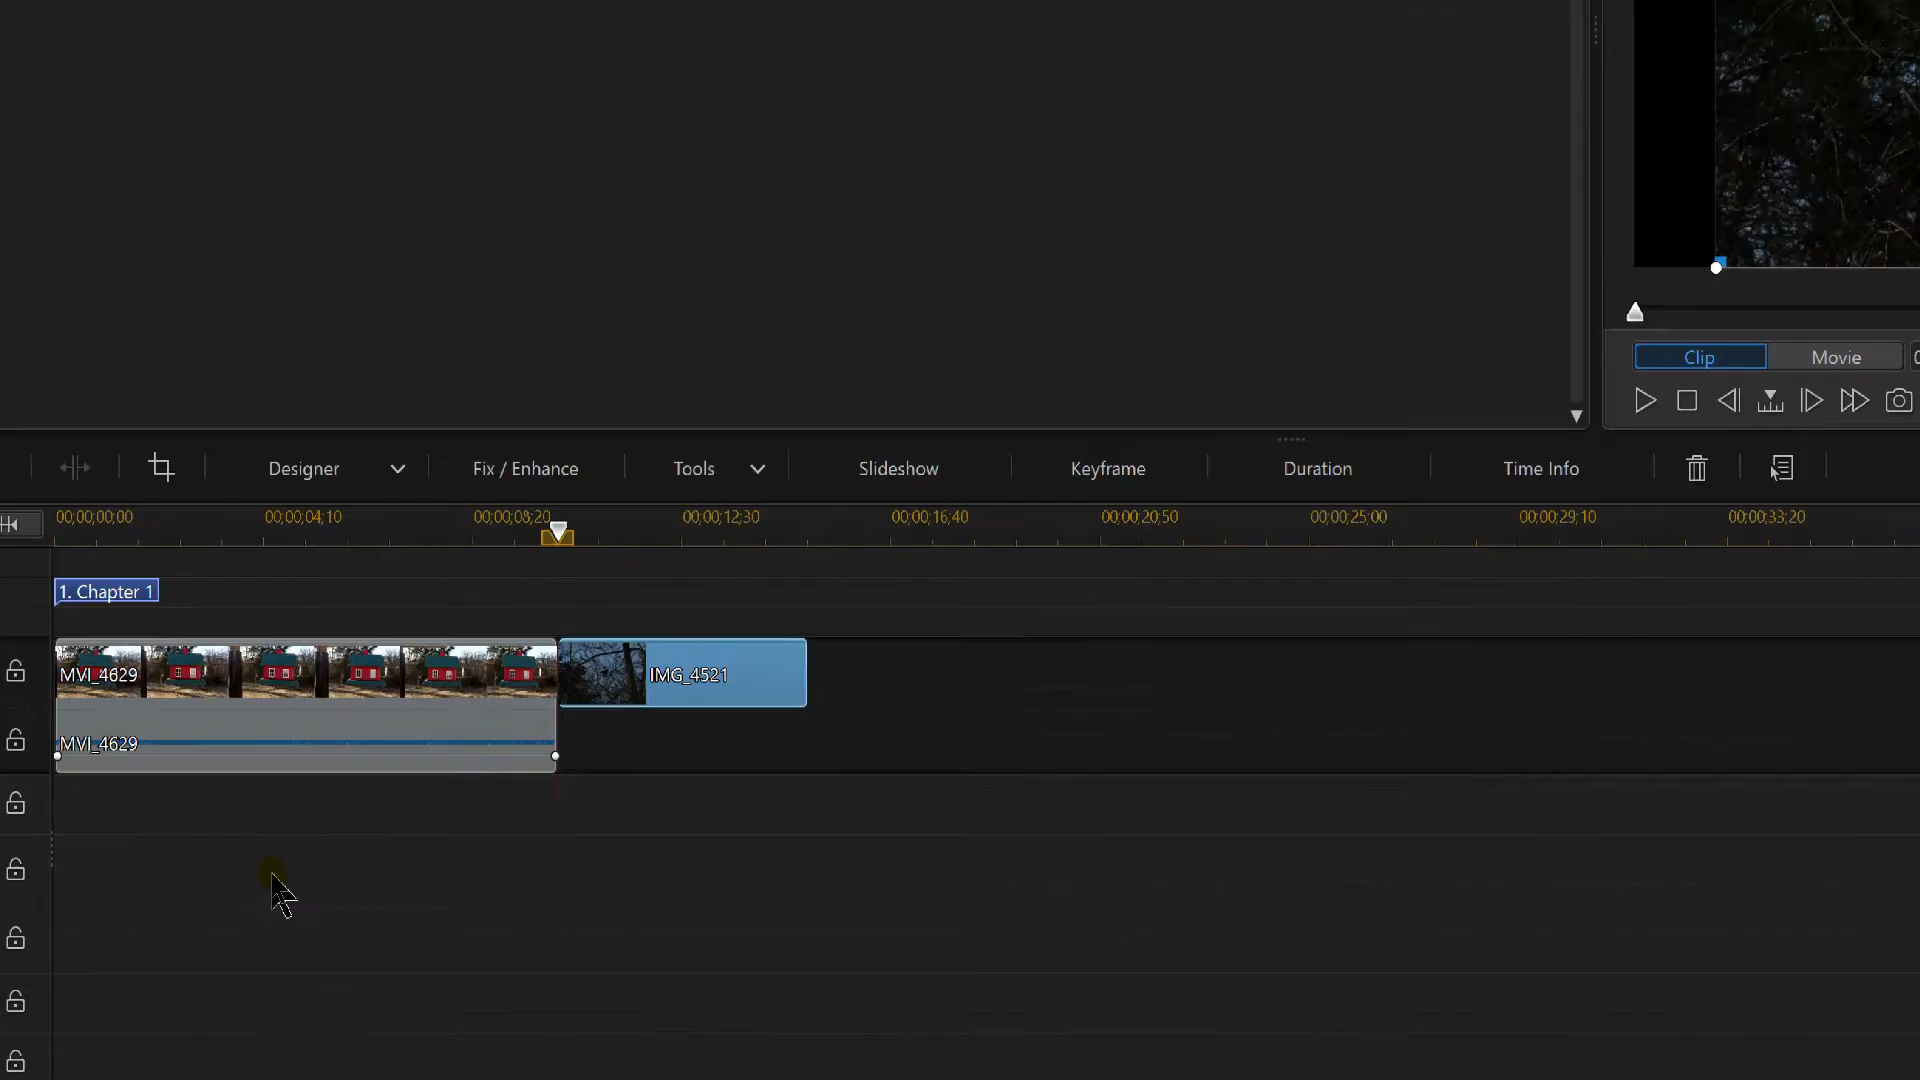 Clip Movie
Designer Fix / Enhance Tools Slideshow Keyframe Duration Time Info
00;00;00;00 00;00;04;10 00;00;08;20 00;00;12;30 00;00;16;40 00;00;20;50 00;00;25;00 00;00;29;10 00;00;33;20
1. Chapter 1
MVI_4629 IMG_4521
MVI_4629